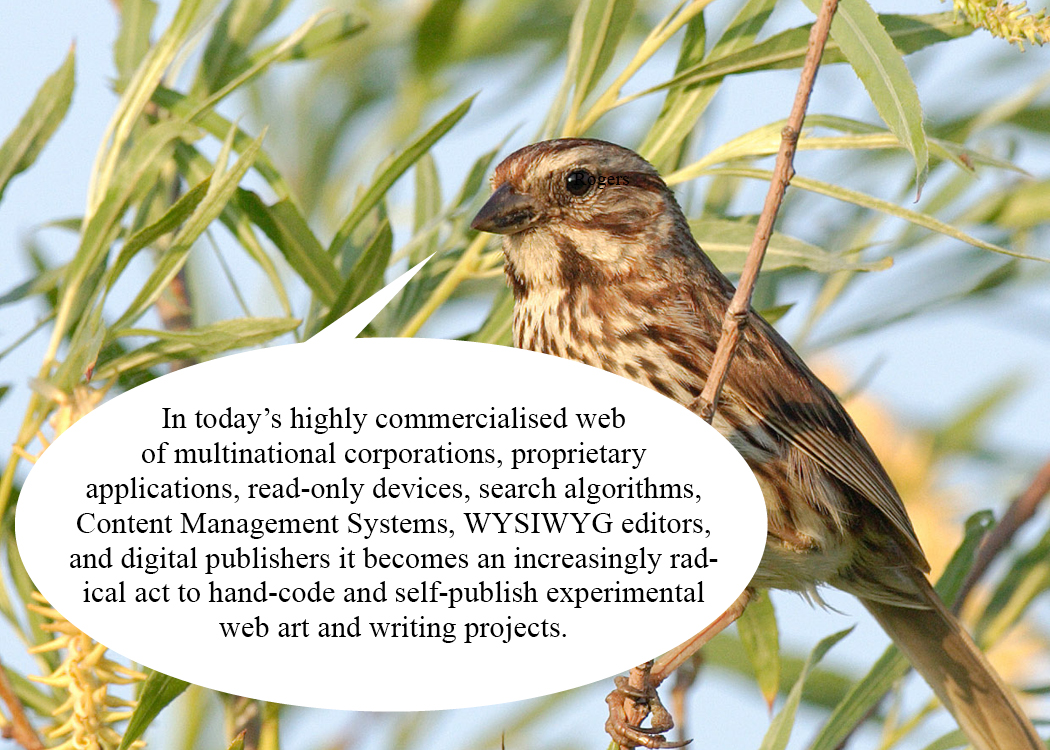 Rogers
In today’s highly commercialised web
of multinational corporations, proprietary
applications, read-only devices, search algorithms,
Content Management Systems, WYSIWYG editors,
and digital publishers it becomes an increasingly rad-
ical act to hand-code and self-publish experimental
web art and writing projects.